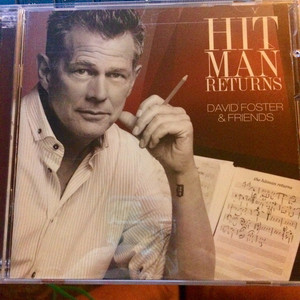 HIT
MAN
RETURNS
DAVID FOSTER
& FRIENDS